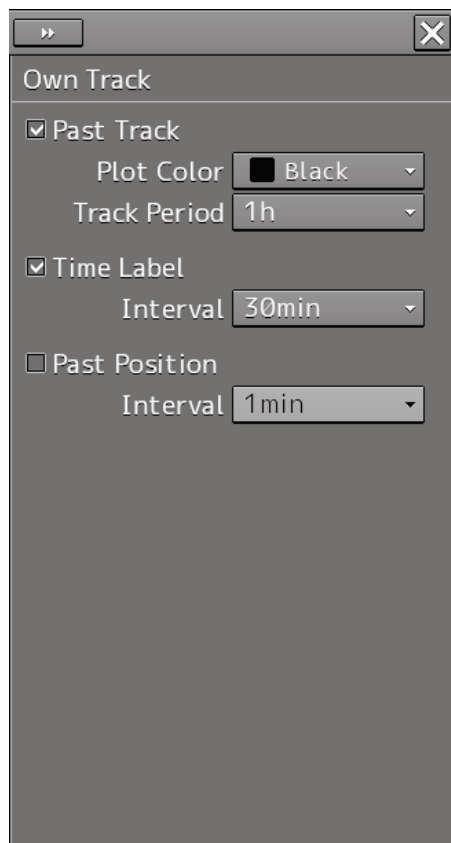 Own Track
Past Track
Plot Color Black
Track Period 1h
Time Label
Interval 30min
Past Position
Interval 1min